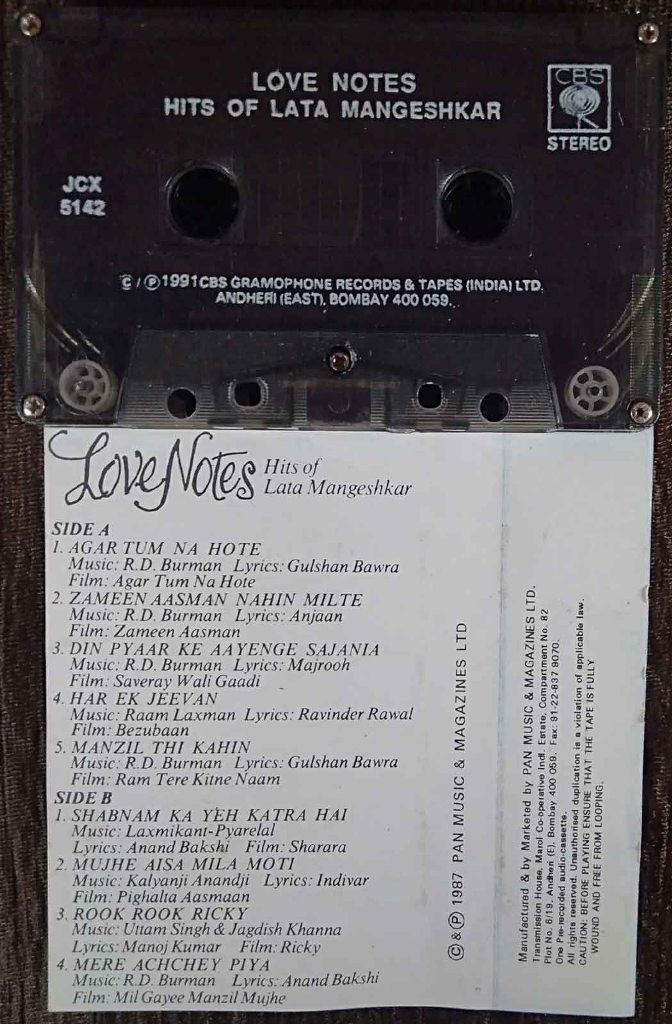 LOVE NOTES
HITS OF LATA MANGESHKAR
CBS
STEREO
JCX
5142
© / ℗ 1991 CBS GRAMOPHONE RECORDS & TAPES (INDIA) LTD.
ANDHERI (EAST), BOMBAY 400 059.
Love Notes Hits of
Lata Mangeshkar
SIDE A
1. AGAR TUM NA HOTE
Music: R.D. Burman Lyrics: Gulshan Bawra
Film: Agar Tum Na Hote
2. ZAMEEN AASMAN NAHIN MILTE
Music: R.D. Burman Lyrics: Anjaan
Film: Zameen Aasman
3. DIN PYAAR KE AAYENGE SAJANIA
Music: R.D. Burman Lyrics: Majrooh
Film: Saveray Wali Gaadi
4. HAR EK JEEVAN
Music: Raam Laxman Lyrics: Ravinder Rawal
Film: Bezubaan
5. MANZIL THI KAHIN
Music: R.D. Burman Lyrics: Gulshan Bawra
Film: Ram Tere Kitne Naam
SIDE B
1. SHABNAM KA YEH KATRA HAI
Music: Laxmikant-Pyarelal
Lyrics: Anand Bakshi Film: Sharara
2. MUJHE AISA MILA MOTI
Music: Kalyanji Anandji Lyrics: Indivar
Film: Pighalta Aasmaan
3. ROOK ROOK RICKY
Music: Uttam Singh & Jagdish Khanna
Lyrics: Manoj Kumar Film: Ricky
4. MERE ACHCHEY PIYA
Music: R.D. Burman Lyrics: Anand Bakshi
Film: Mil Gayee Manzil Mujhe
© & ℗ 1987 PAN MUSIC & MAGAZINES LTD
Manufactured & by Marketed by PAN MUSIC & MAGAZINES LTD.
Transmission House, Marol Co-operative Indl. Estate, Compartment No. 82
Plot No. 6/19, Andheri (E), Bombay 400 059. Fax: 91-22-837 9070.
One Pre-recorded audio-cassette.
All rights reserved. Unauthorised duplication is a violation of applicable law.
CAUTION: BEFORE PLAYING ENSURE THAT THE TAPE IS FULLY
WOUND AND FREE FROM LOOPING.